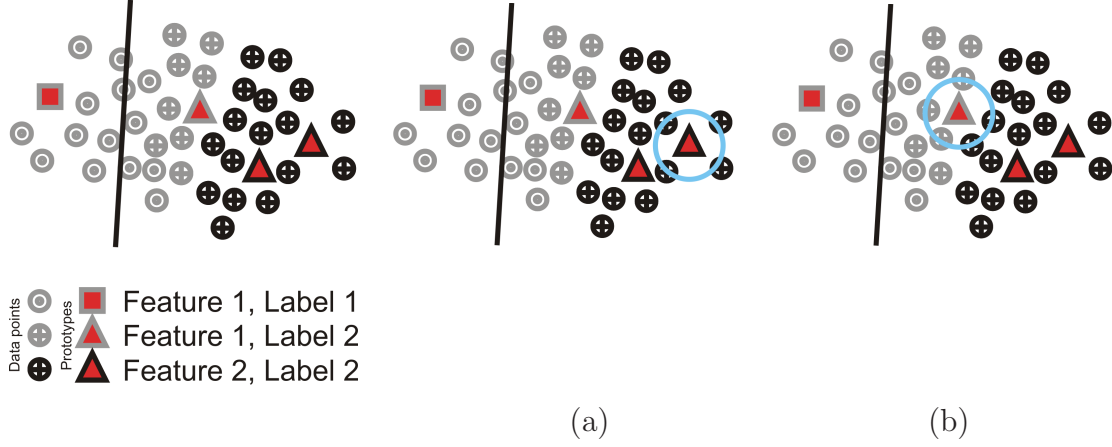 Data points
Prototypes
Feature 1, Label 1
Feature 1, Label 2
Feature 2, Label 2
(a)
(b)